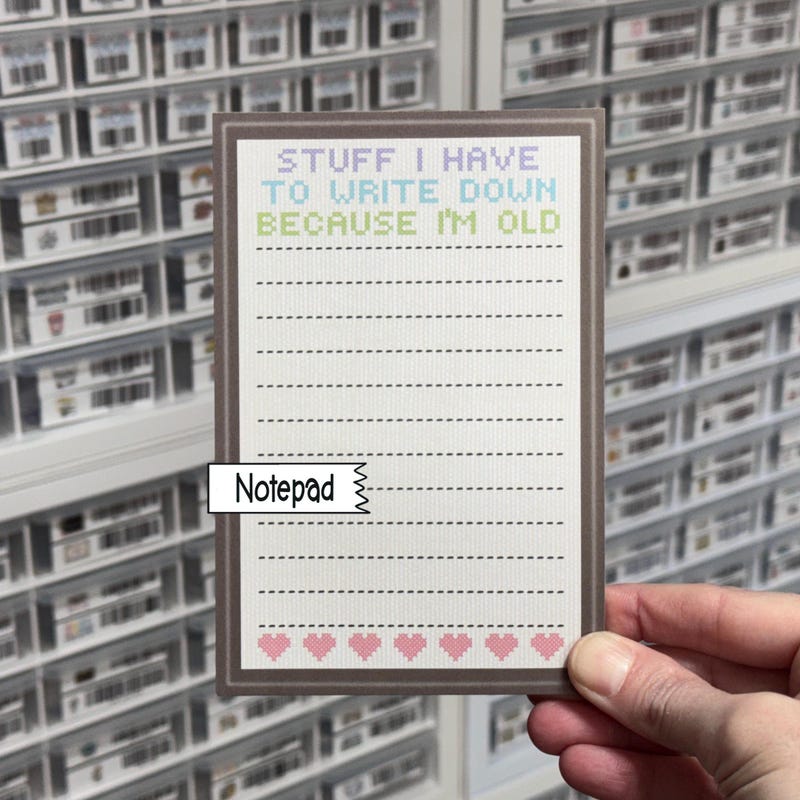 STUFF I HAVE
TO WRITE DOWN
BECAUSE I'M OLD
Notepad